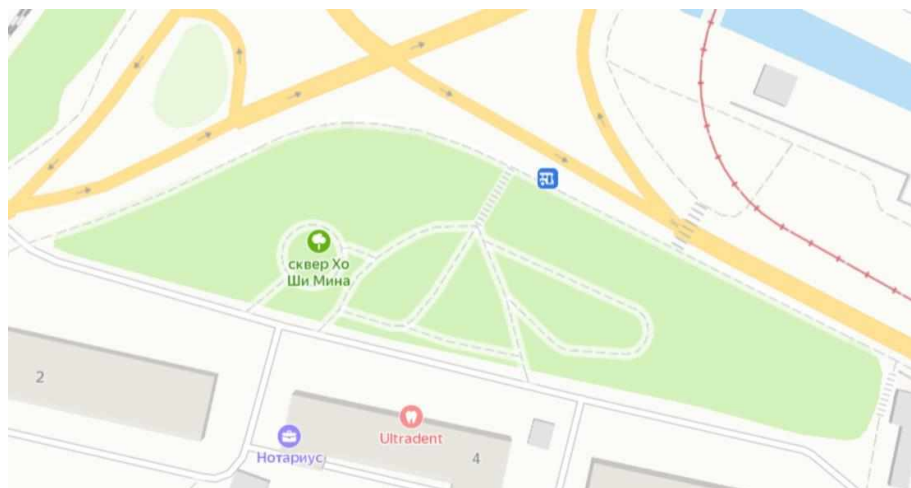 сквер Хо
Ши Мина
2
Ultradent
Нотариус
4